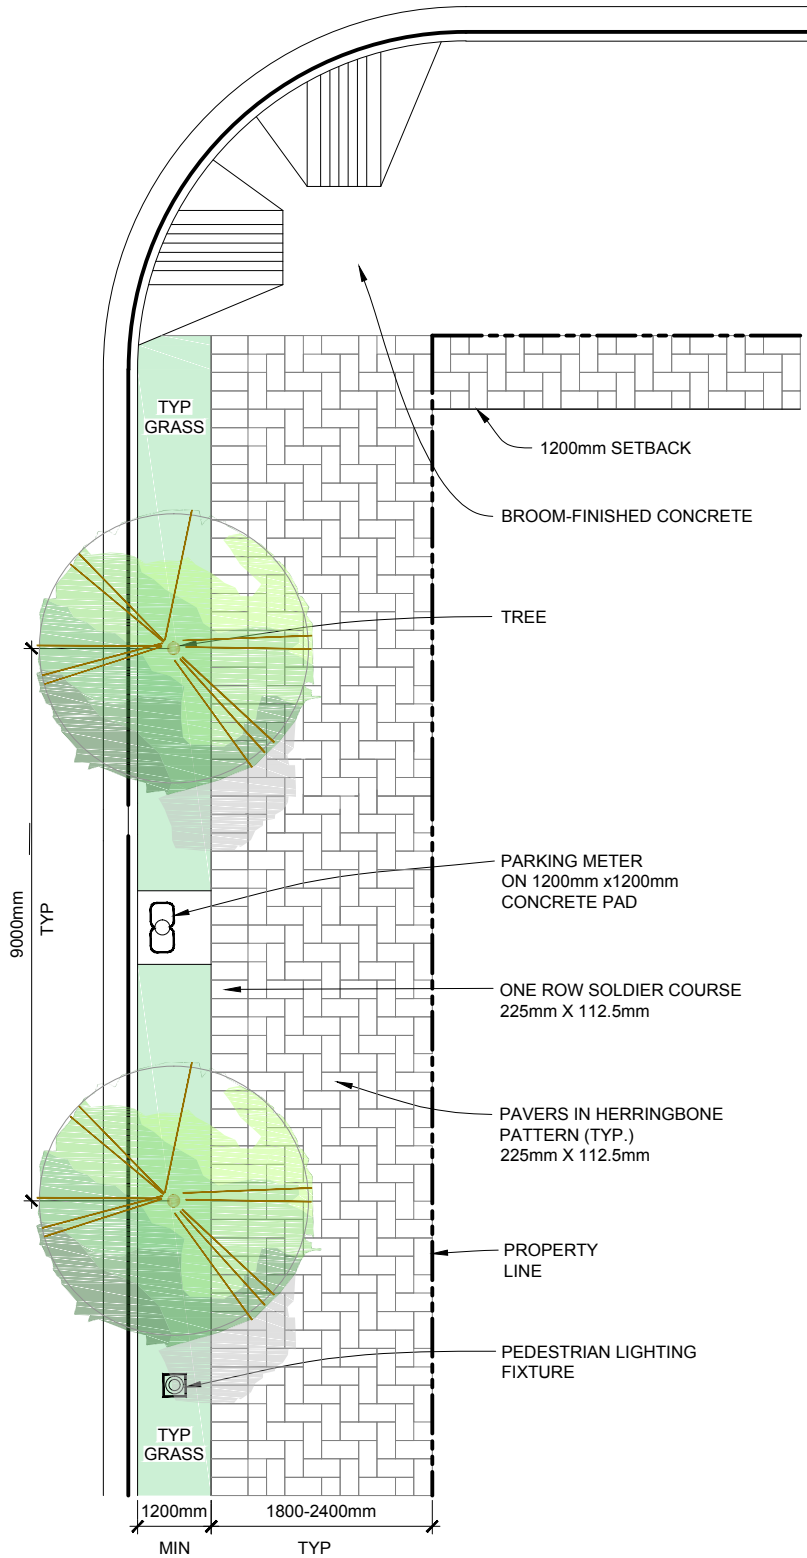 TYP
GRASS
1200mm SETBACK
BROOM-FINISHED CONCRETE
TREE
PARKING METER
ON 1200mm x1200mm
CONCRETE PAD
9000mm
TYP
ONE ROW SOLDIER COURSE
225mm X 112.5mm
PAVERS IN HERRINGBONE
PATTERN (TYP.)
225mm X 112.5mm
PROPERTY
LINE
PEDESTRIAN LIGHTING
FIXTURE
TYP
GRASS
1200mm
1800-2400mm
MIN
TYP